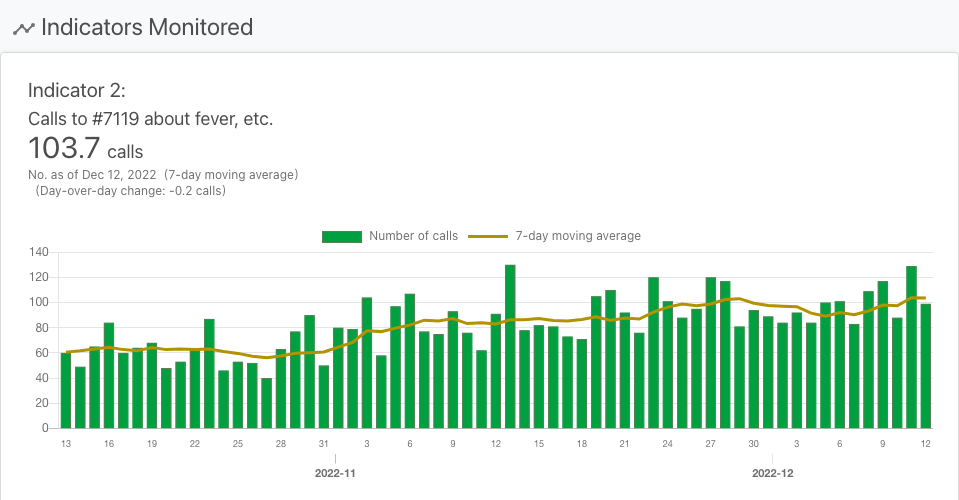 Indicators Monitored
Indicator 2:
Calls to #7119 about fever, etc.
103.7 calls
No. as of Dec 12, 2022 (7-day moving average)
(Day-over-day change: -0.2 calls)
Number of calls 7-day moving average
140
120
100
80
60
40
20
0
13 16 19 22 25 28 31 3 6 9 12 15 18 21 24 27 30 3 6 9 12
2022-11 2022-12